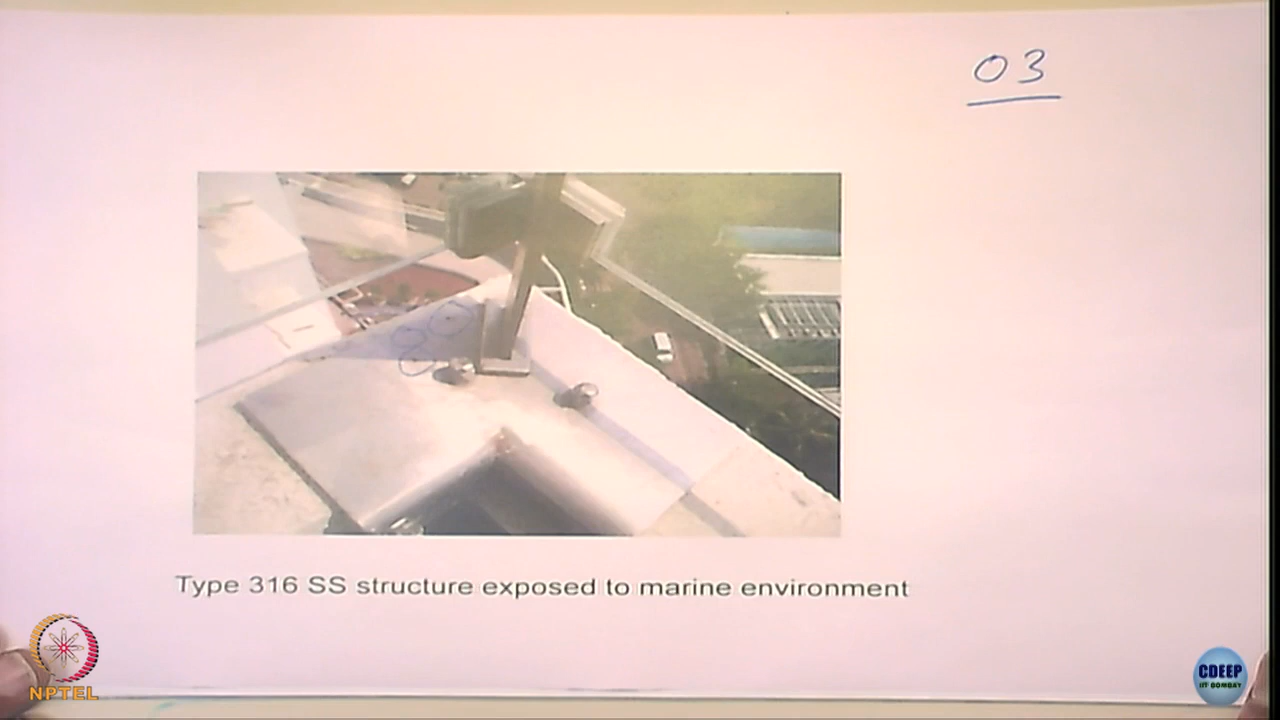 03
Type 316 SS structure exposed to marine environment
NPTEL
CDEEP
IIT BOMBAY